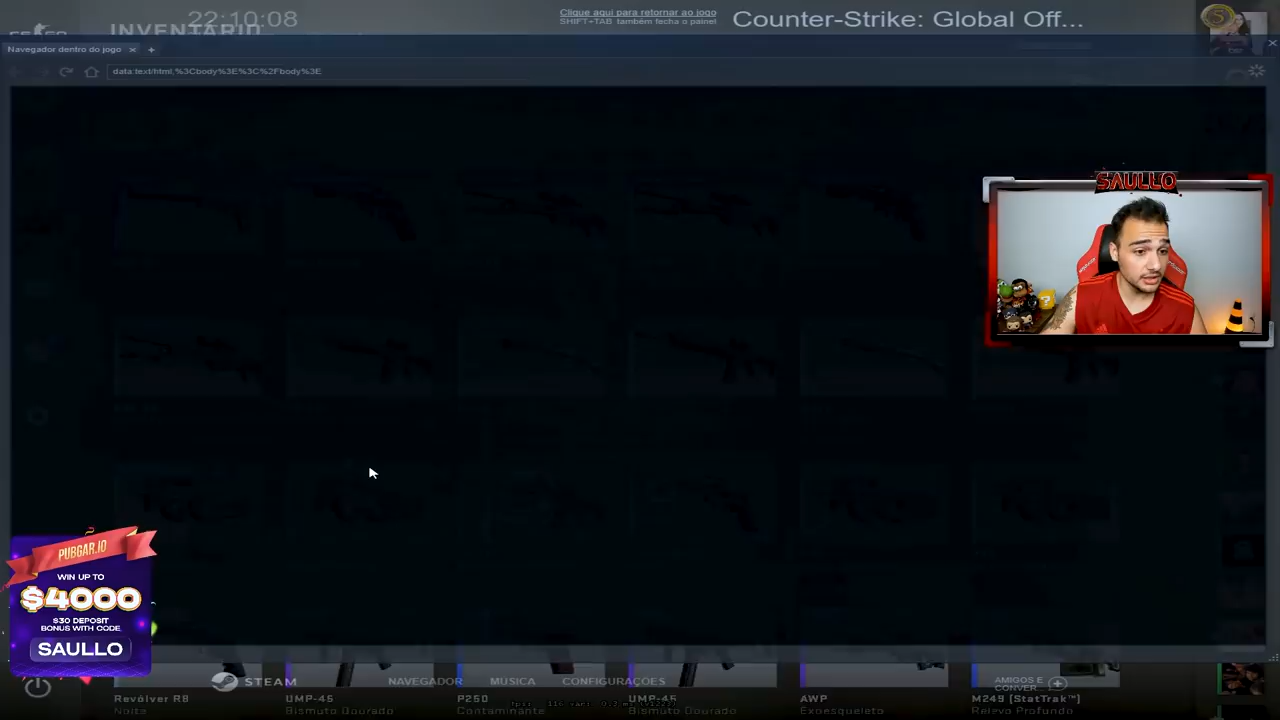 22:10:08
Clique aqui para retornar ao jogo
SHIFT+TAB também fecha o painel
Counter-Strike: Global Off...
INVENTÁRIO
Navegador dentro do jogo
data:text/html,%3Cbody%3E%3C%2Fbody%3E
SAULLO
PUBGAR.IO
WIN UP TO
$4000
$30 DEPOSIT
BONUS WITH CODE
SAULLO
STEAM
NAVEGADOR
MÚSICA
CONFIGURAÇÕES
AMIGOS E
CONVER...
Revólver R8
Noite
UMP-45
Bismuto Dourado
P250
Contaminante
UMP-45
Bismuto Dourado
AWP
Exoesqueleto
M249 [StatTrak™]
Relevo Profundo